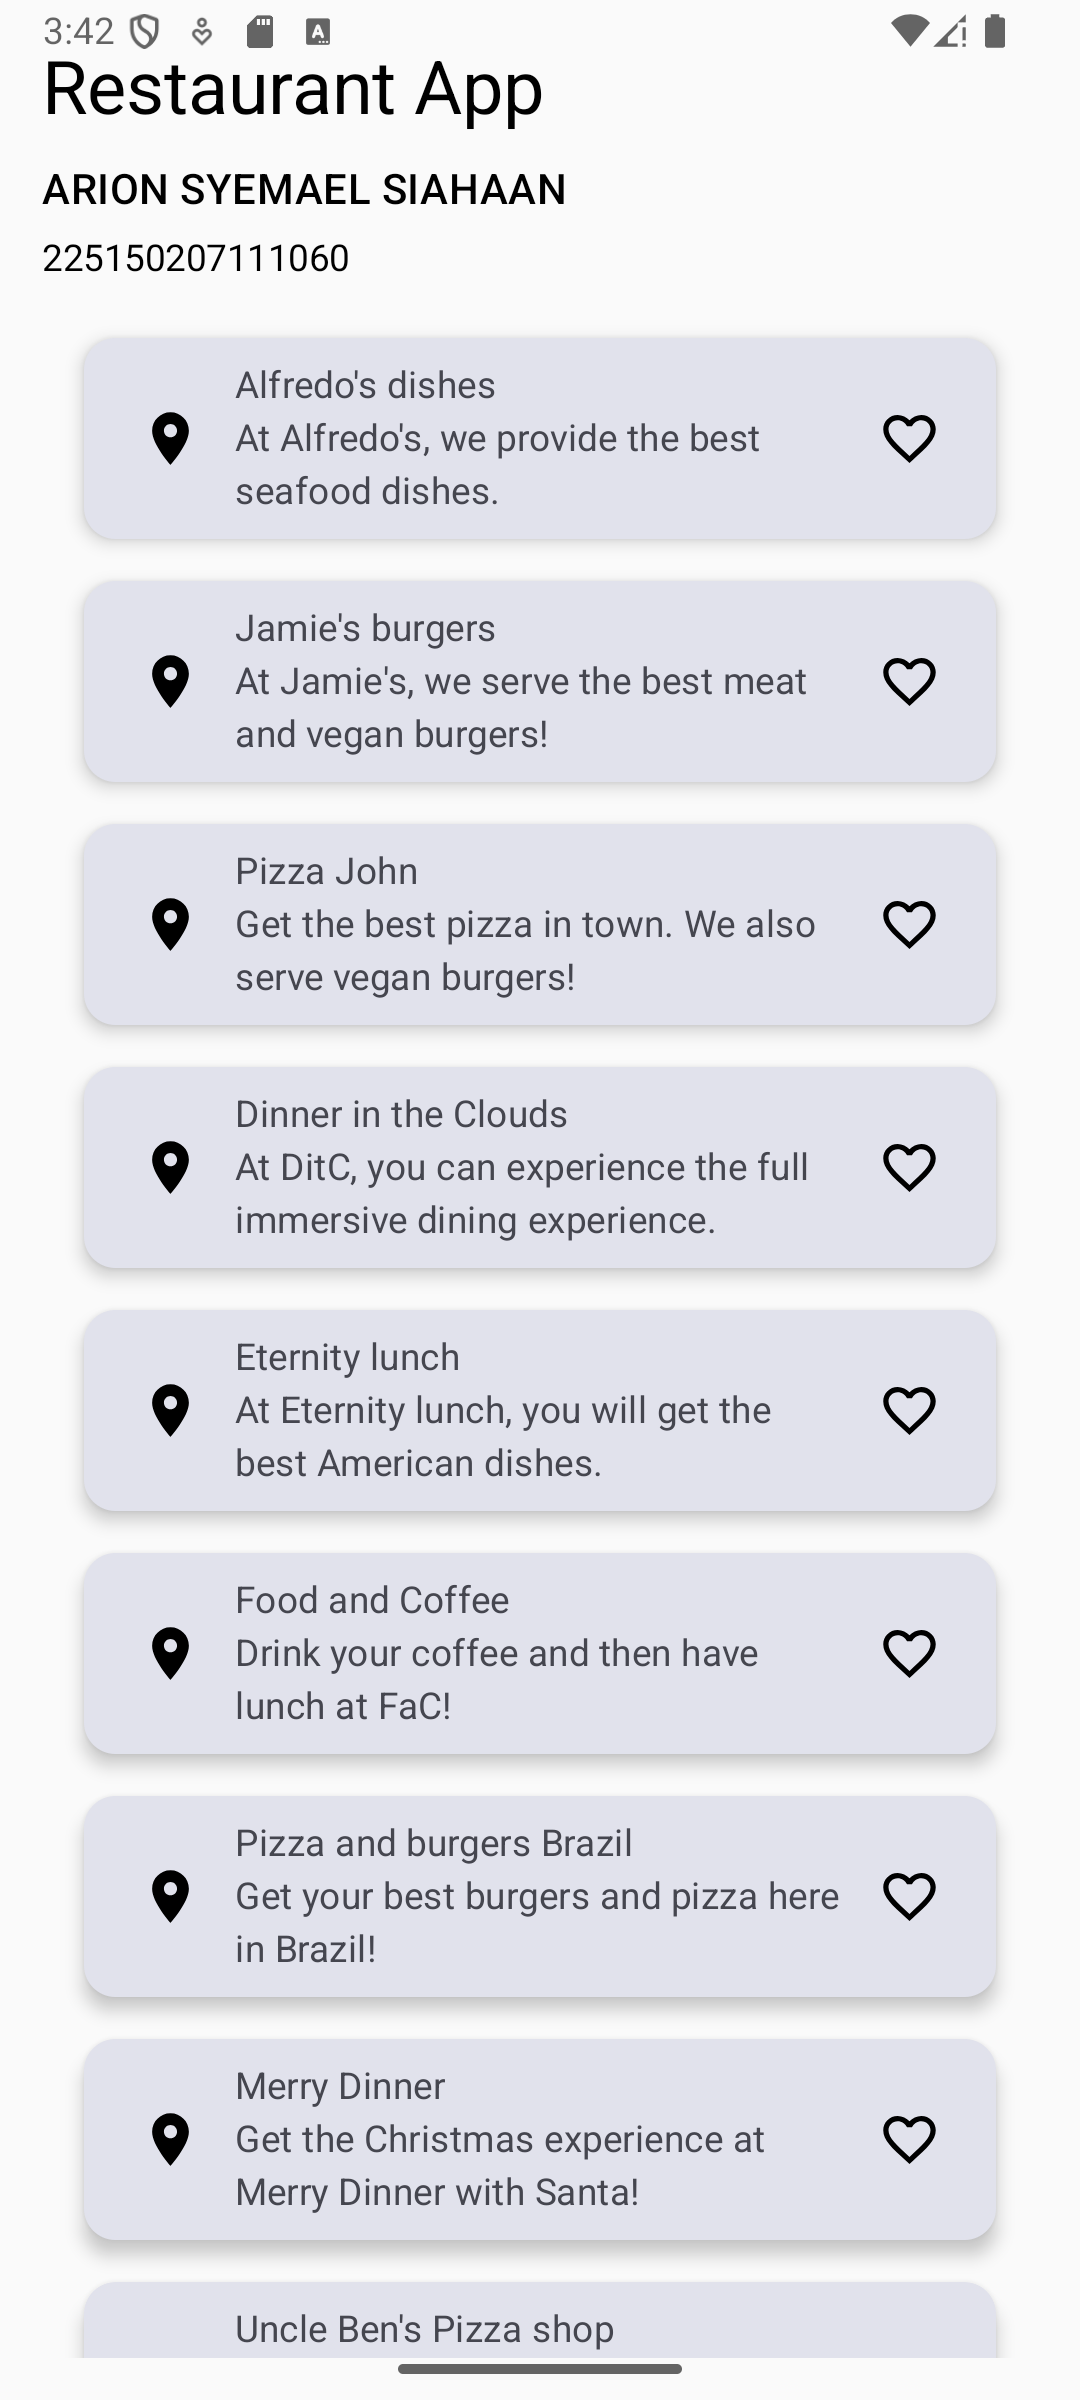 3:42
Restaurant App
ARION SYEMAEL SIAHAAN
225150207111060
Alfredo's dishes
At Alfredo's, we provide the best
seafood dishes.
Jamie's burgers
At Jamie's, we serve the best meat
and vegan burgers!
Pizza John
Get the best pizza in town. We also
serve vegan burgers!
Dinner in the Clouds
At DitC, you can experience the full
immersive dining experience.
Eternity lunch
At Eternity lunch, you will get the
best American dishes.
Food and Coffee
Drink your coffee and then have
lunch at FaC!
Pizza and burgers Brazil
Get your best burgers and pizza here
in Brazil!
Merry Dinner
Get the Christmas experience at
Merry Dinner with Santa!
Uncle Ben's Pizza shop